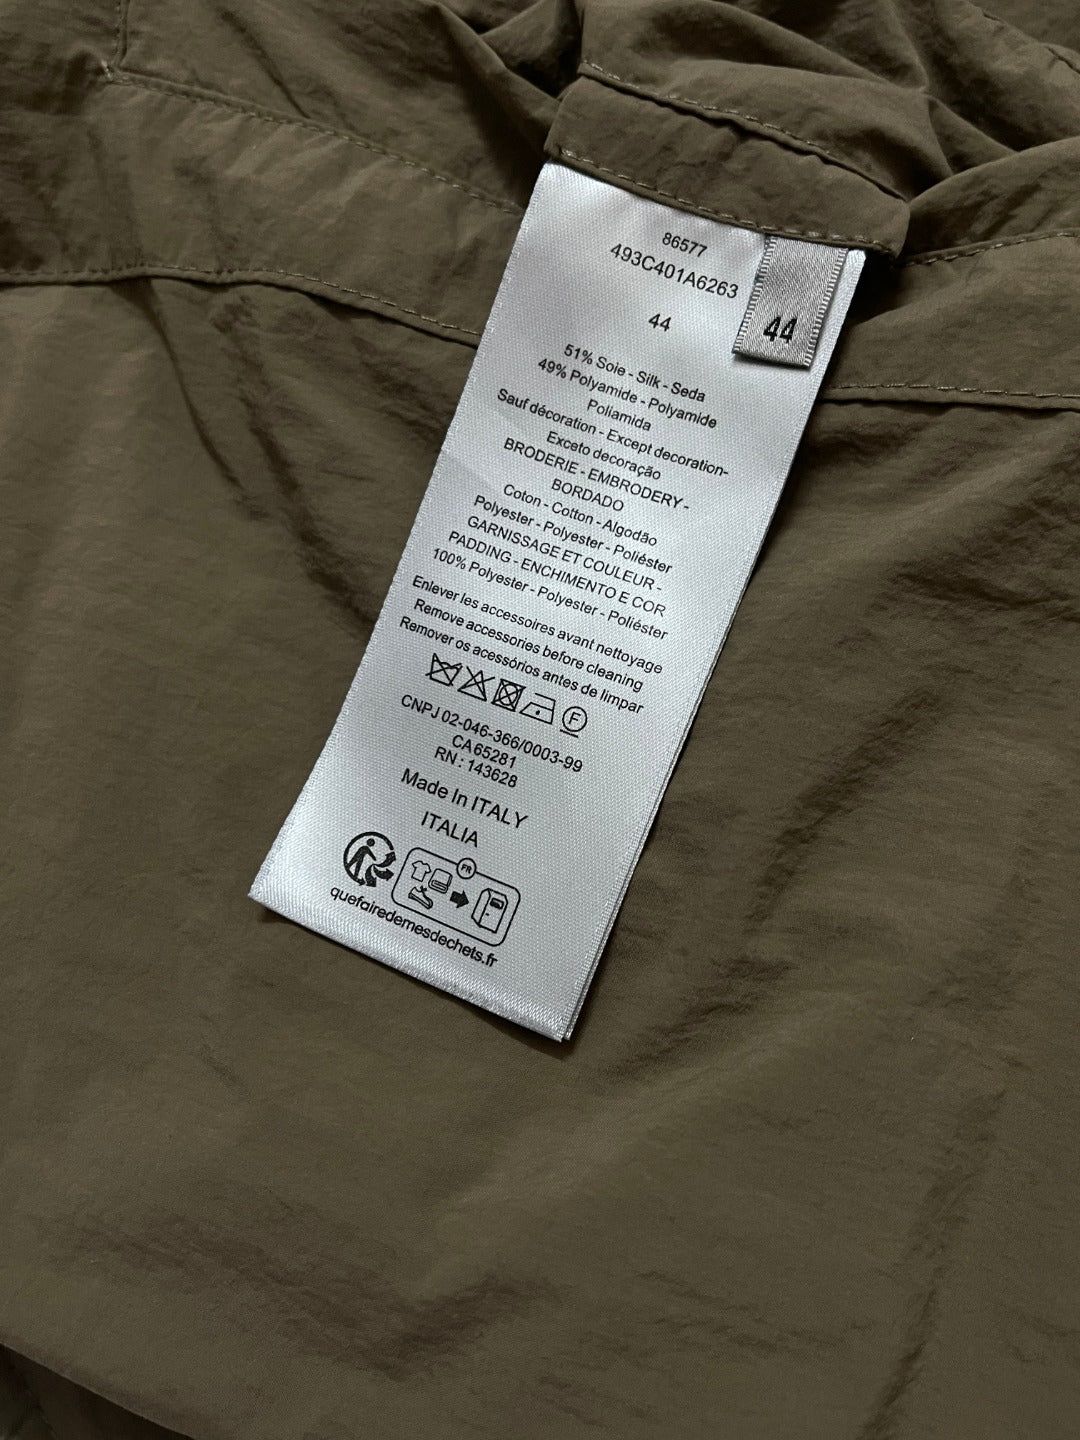 86577
493C401A6263
44
44
51% Soie - Silk - Seda
49% Polyamide - Polyamide
Poliamida
Sauf décoration - Except decoration-
Exceto decoração
BRODERIE - EMBRODERY -
BORDADO
Coton - Cotton - Algodão
Polyester - Polyester - Poliéster
GARNISSAGE ET COULEUR -
PADDING - ENCHIMENTO E COR
100% Polyester - Polyester - Poliéster
Enlever les accessoires avant nettoyage
Remove accessories before cleaning
Remover os acessórios antes de limpar
F
CNPJ 02-046-366/0003-99
CA 65281
RN : 143628
Made In ITALY
ITALIA
FR
quefairedemesdechets.fr